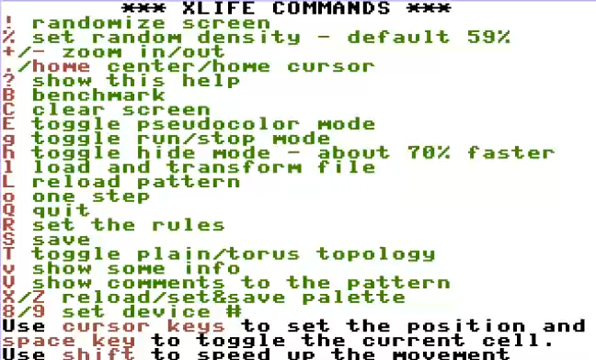 *** XLIFE COMMANDS ***
! randomize screen
% set random density - default 59%
+/- zoom in/out
./home center/home cursor
? show this help
B benchmark
C clear screen
E toggle pseudocolor mode
g toggle run/stop mode
h toggle hide mode - about 70% faster
l load and transform file
L reload pattern
o one step
Q quit
R set the rules
S save
T toggle plain/torus topology
v show some info
V show comments to the pattern
X/Z reload/set&save palette
8/9 set device #
Use cursor keys to set the position and
space key to toggle the current cell.
Use shift to speed up the movement